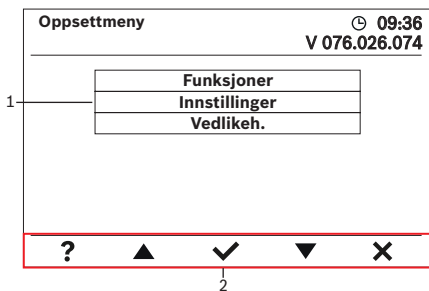 Oppsettmeny 09:36
V 076.026.074
Funksjoner
1 Innstillinger
Vedlikeh.
?
2